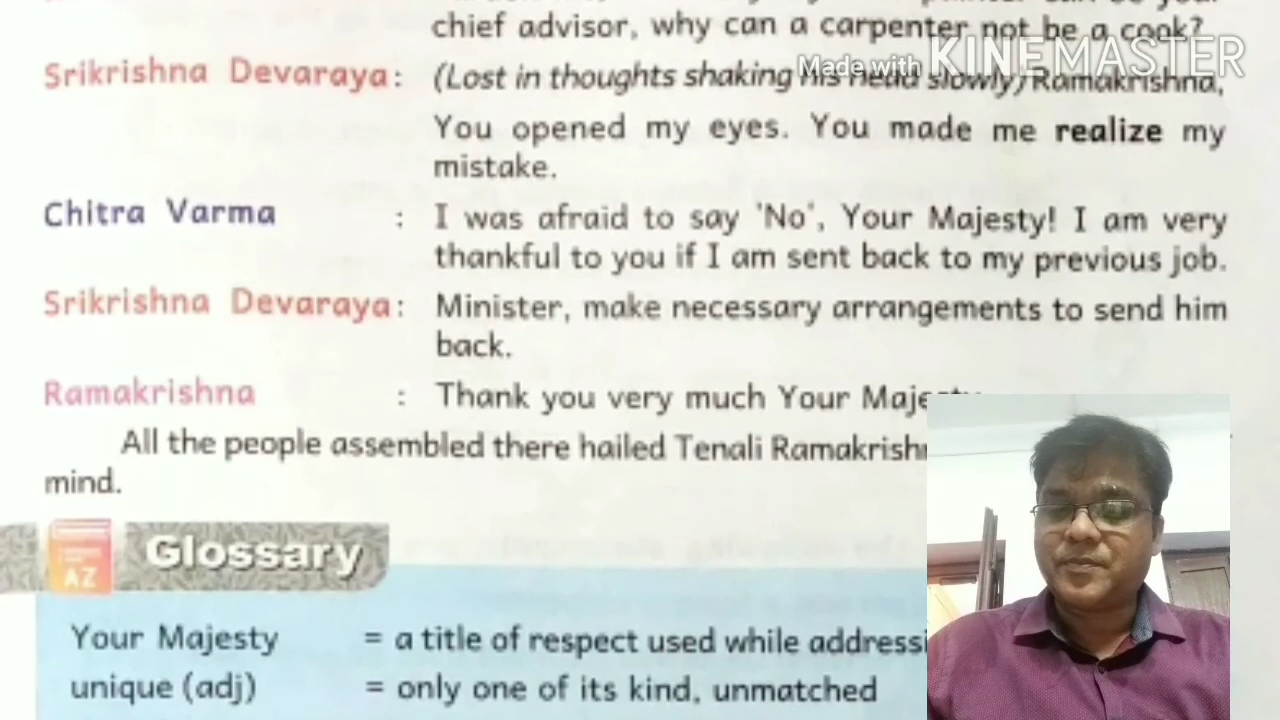 chief advisor, why can a carpenter not be a cook?
Made with KINEMASTER
Srikrishna Devaraya : (Lost in thoughts shaking his head slowly) Ramakrishna,
You opened my eyes. You made me realize my
mistake.
Chitra Varma : I was afraid to say 'No', Your Majesty! I am very
thankful to you if I am sent back to my previous job.
Srikrishna Devaraya : Minister, make necessary arrangements to send him
back.
Ramakrishna : Thank you very much Your Majesty
All the people assembled there hailed Tenali
mind.
AZ
Glossary
Your Majesty = a title of respect used while
unique (adj) = only one of its kind, unmatched